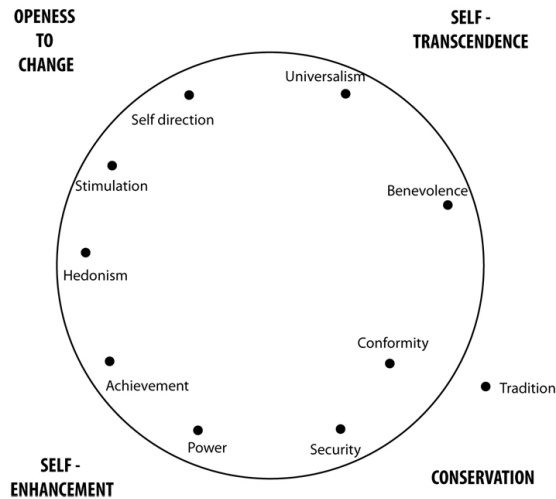 OPENESS
TO
CHANGE
SELF -
TRANSCENDENCE
Universalism
Self direction
Stimulation
Benevolence
Hedonism
Conformity
Achievement
Tradition
Power
Security
SELF -
ENHANCEMENT
CONSERVATION